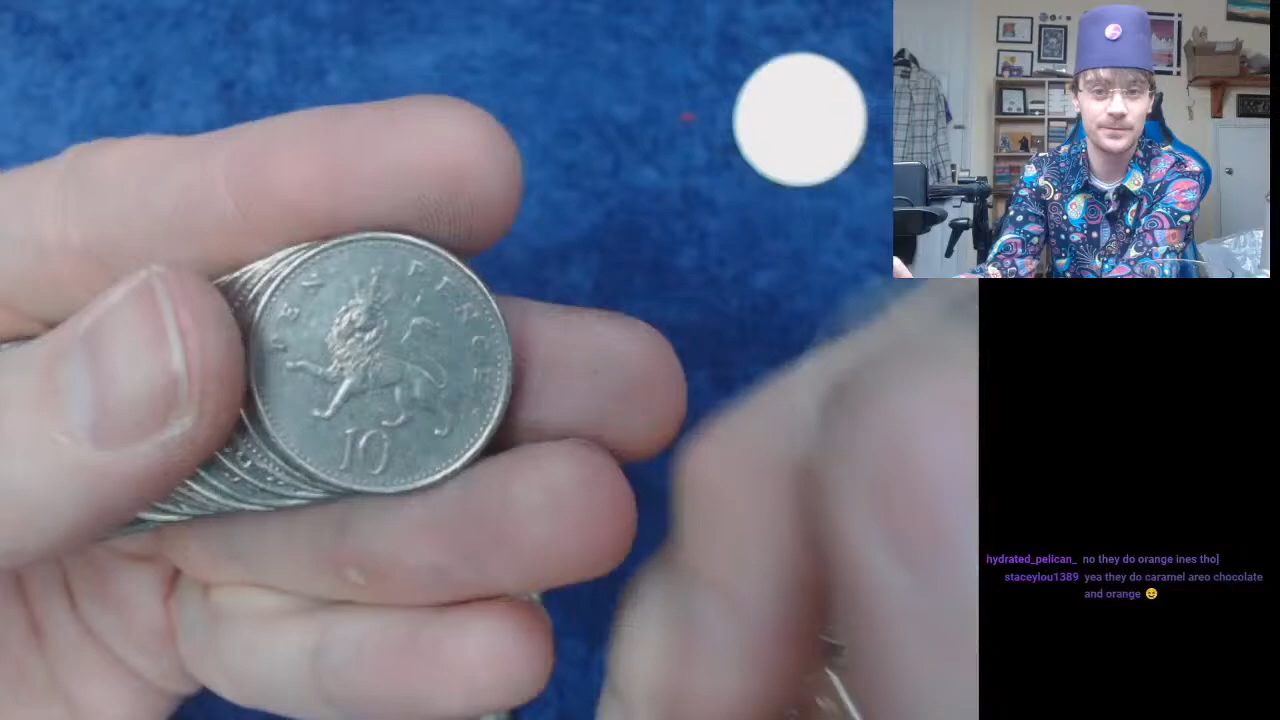 TEN PENCE
10
hydrated_pelican_ no they do orange ines tho]
staceylou1389 yea they do caramel areo chocolate
and orange 😉